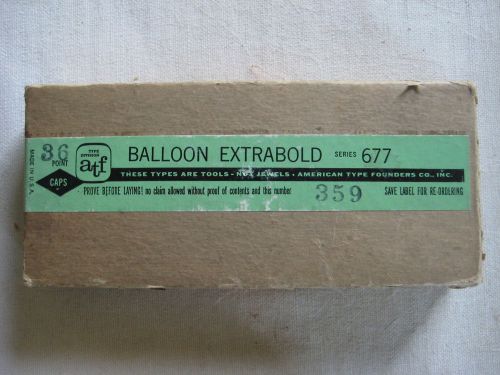 MADE IN U.S.A.
36 POINT
CAPS
TYPE DIVISION
atf
BALLOON EXTRABOLD SERIES 677
THESE TYPES ARE TOOLS - NOT JEWELS - AMERICAN TYPE FOUNDERS CO., INC.
PROVE BEFORE LAYING! no claim allowed without proof of contents and this number 359 SAVE LABEL FOR RE-ORDERING